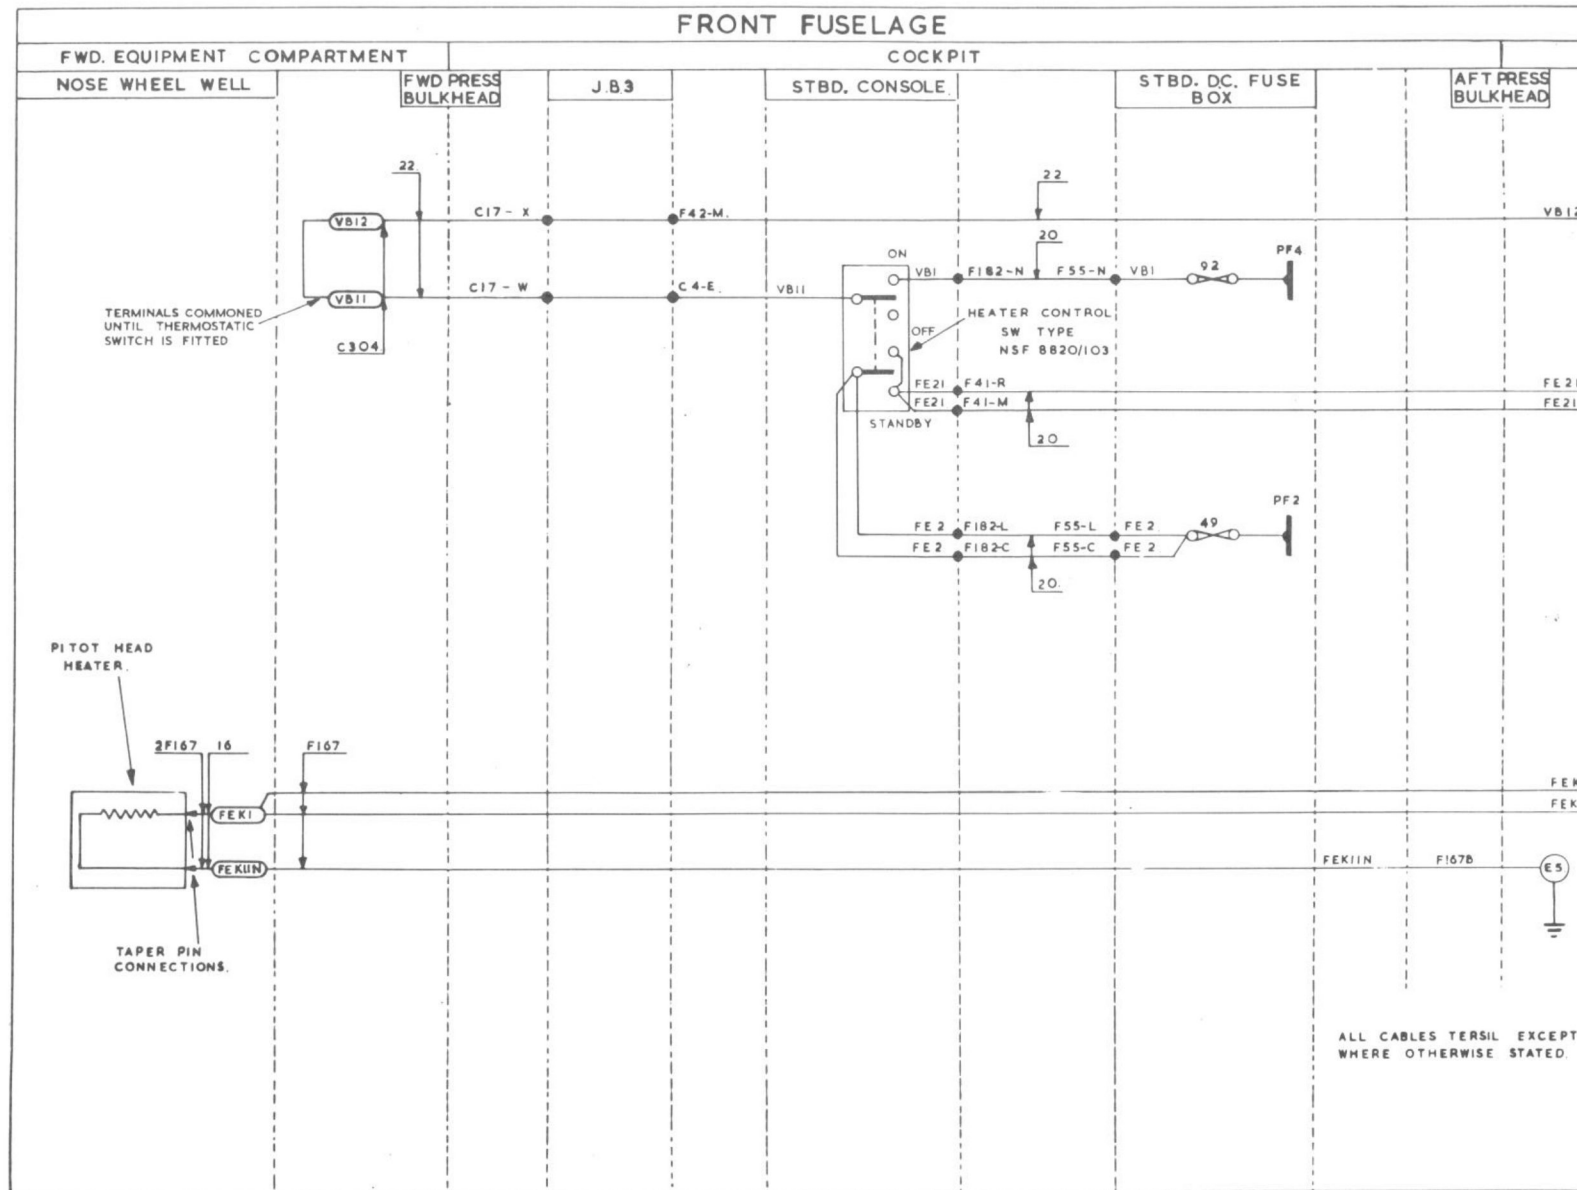 FRONT FUSELAGE
FWD. EQUIPMENT COMPARTMENT
COCKPIT
NOSE WHEEL WELL
FWD PRESS
BULKHEAD
J.B.3
STBD. CONSOLE.
STBD. D.C. FUSE
BOX
AFT PRESS
BULKHEAD
22
22
VB12
C17 - X
F42-M.
VB12
20
ON
PF4
VB1
F182-N
F55-N
VB1
92
VB11
C17 - W
C4-E.
VB11
TERMINALS COMMONED
UNTIL THERMOSTATIC
SWITCH IS FITTED
C304
OFF
HEATER CONTROL
SW TYPE
NSF 8820/103
FE21
F41-R
FE21
FE21
F41-M
FE21
STANDBY
20
PF2
FE 2
F182-L
F55-L
FE 2.
49
FE 2
F182-C
F55-C
FE 2
20.
PITOT HEAD
HEATER.
2F167
16
F167
FEK
FEK1
FEK
FEK11N
FEK11N
F167B
E5
TAPER PIN
CONNECTIONS.
ALL CABLES TERSIL EXCEPT
WHERE OTHERWISE STATED.